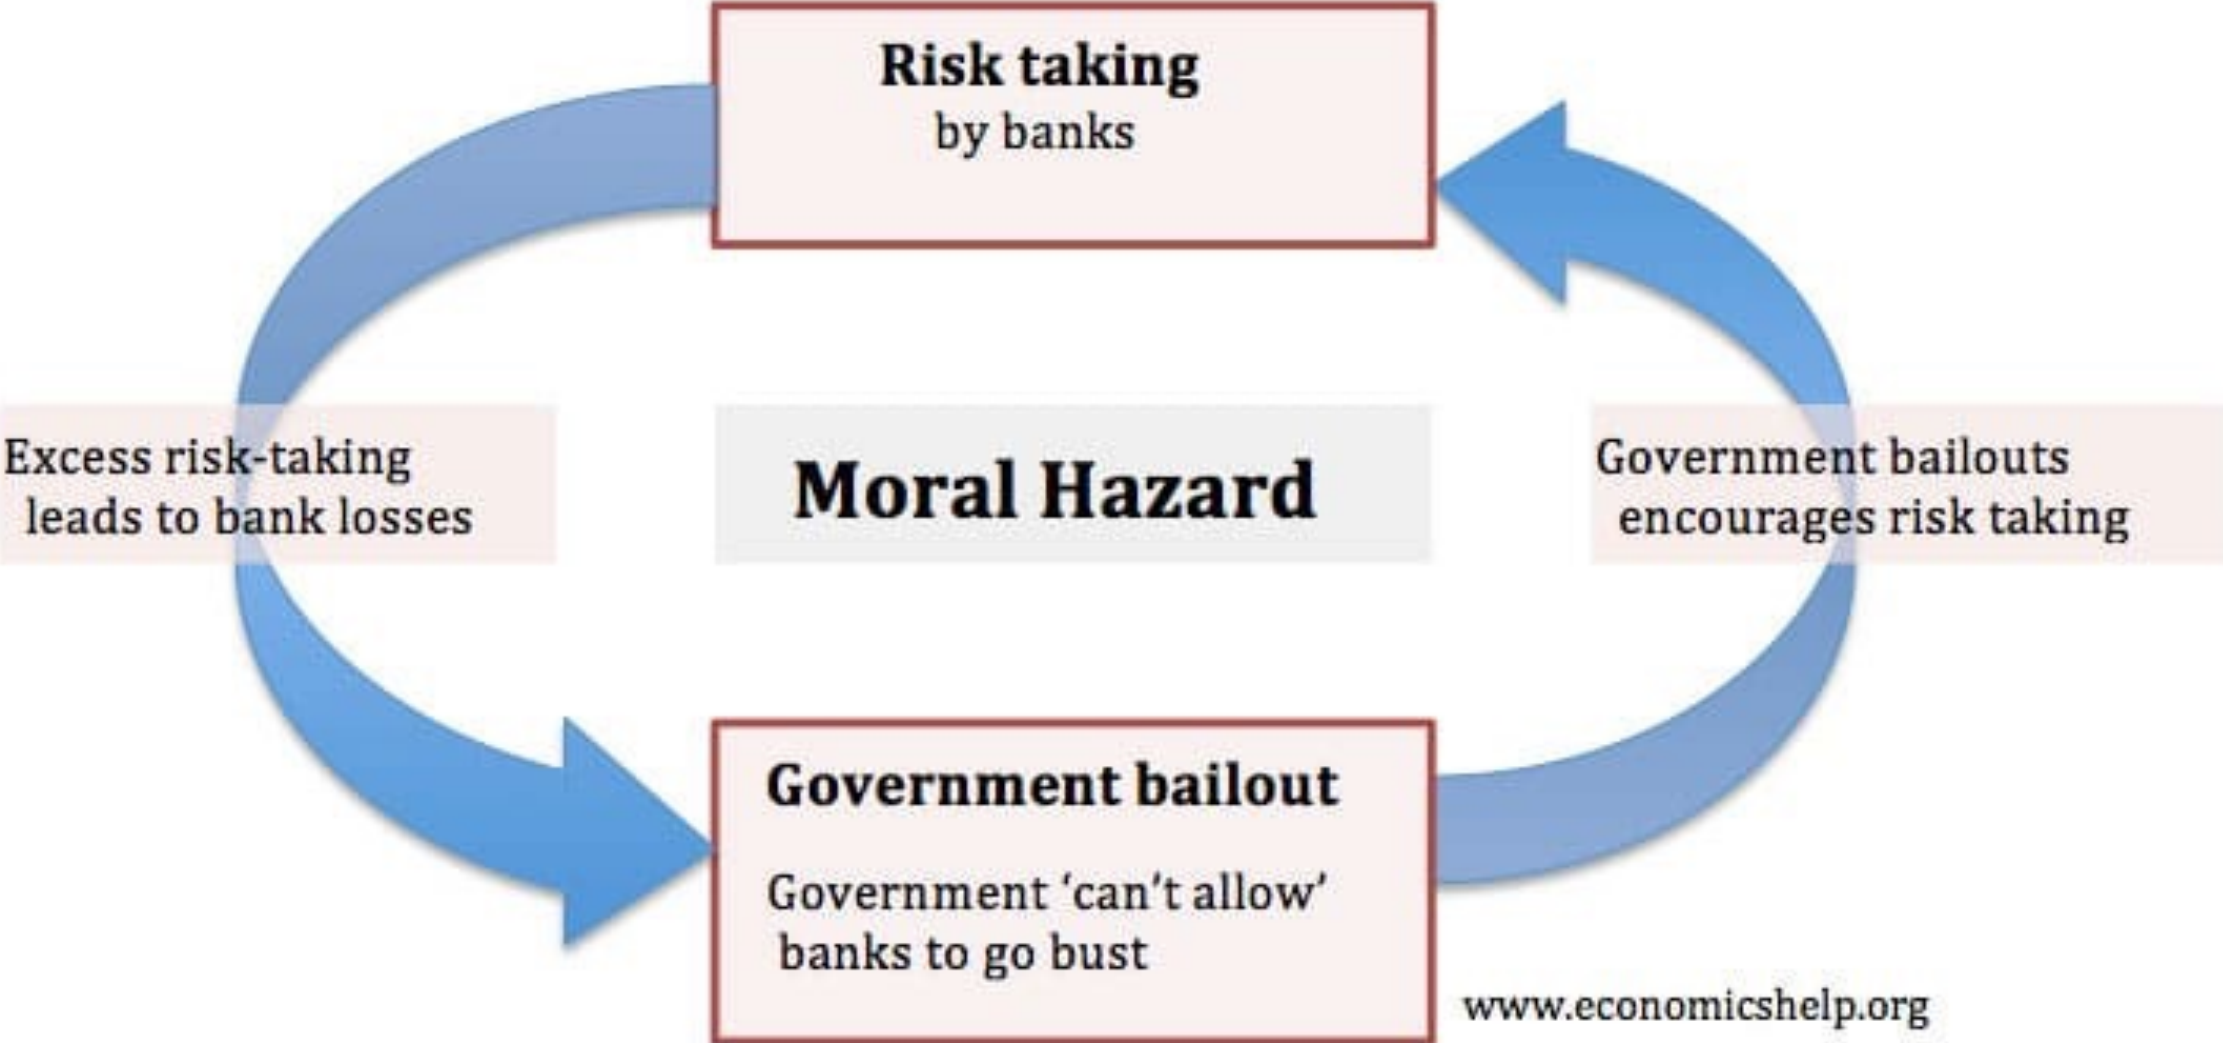 Risk taking
by banks
Excess risk-taking
leads to bank losses
Moral Hazard
Government bailouts
encourages risk taking
Government bailout
Government ‘can’t allow’
banks to go bust
www.economicshelp.org